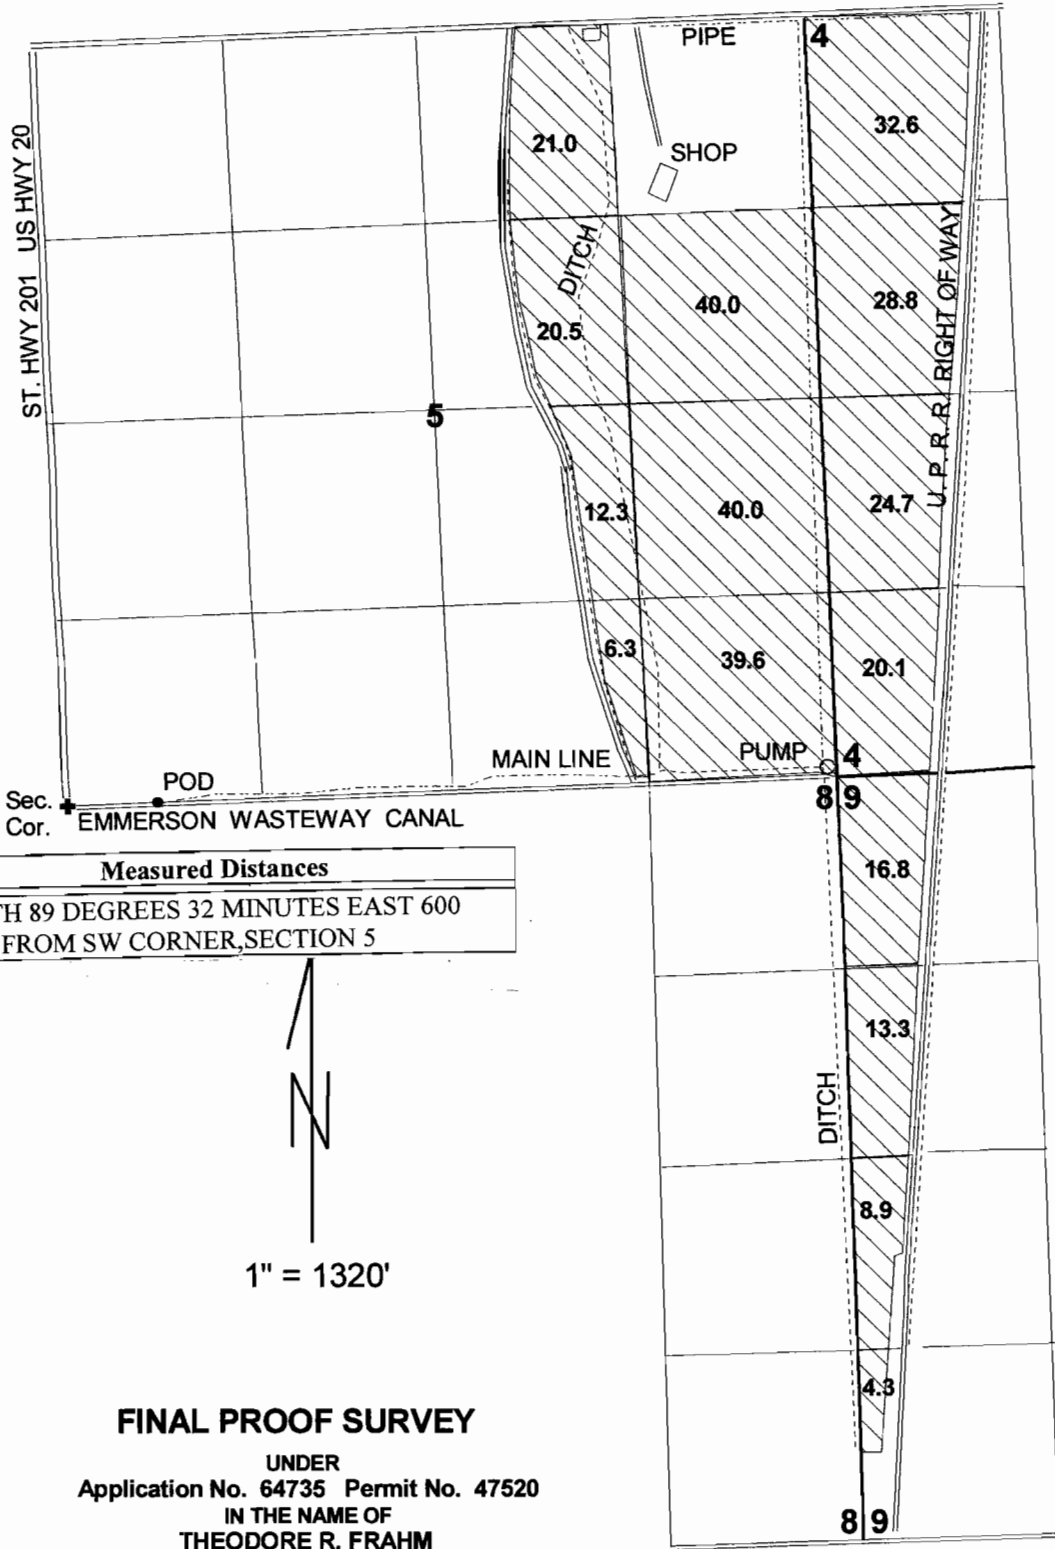 PIPE
4
ST. HWY 201 US HWY 20
21.0
32.6
SHOP
DITCH
20.5
40.0
28.8
U. P. R. R. RIGHT OF WAY
5
12.3
40.0
24.7
6.3
39.6
20.1
MAIN LINE
PUMP
4
POD
Sec.
Cor.
EMMERSON WASTEWAY CANAL
8 9
Measured Distances
TH 89 DEGREES 32 MINUTES EAST 600
FROM SW CORNER,SECTION 5
16.8
13.3
DITCH
N
8.9
1" = 1320'
4.3
FINAL PROOF SURVEY
UNDER
Application No. 64735 Permit No. 47520
IN THE NAME OF
THEODORE R. FRAHM
8 9